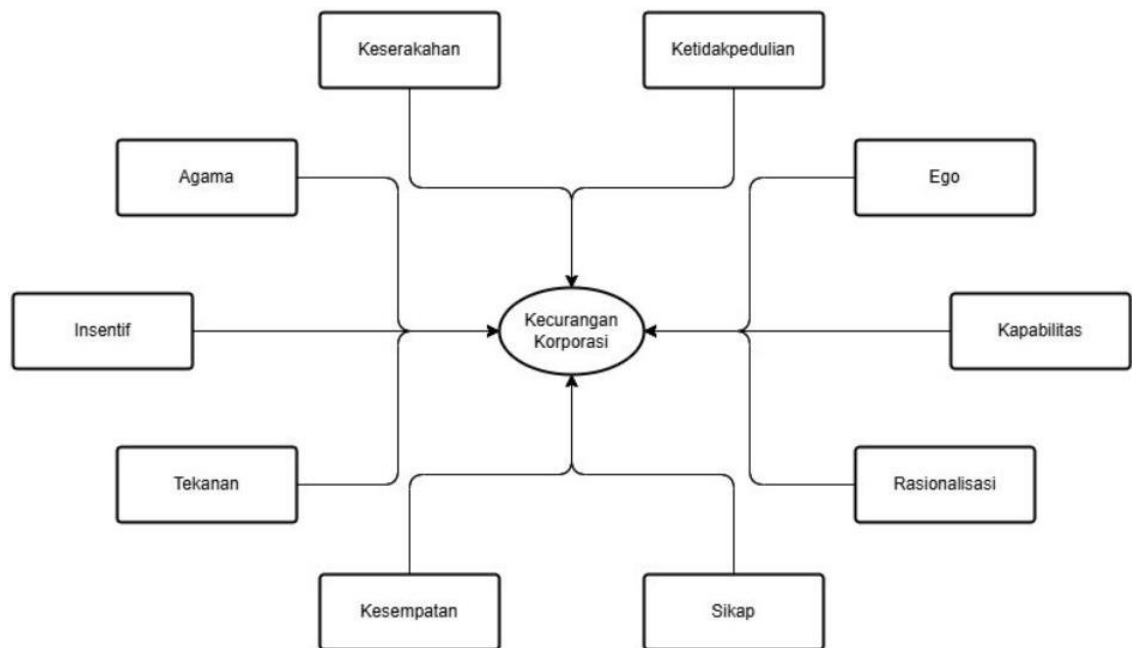 Keserakahan
Ketidakpedulian
Agama
Ego
Insentif
Kecurangan
Korporasi
Kapabilitas
Tekanan
Rasionalisasi
Kesempatan
Sikap